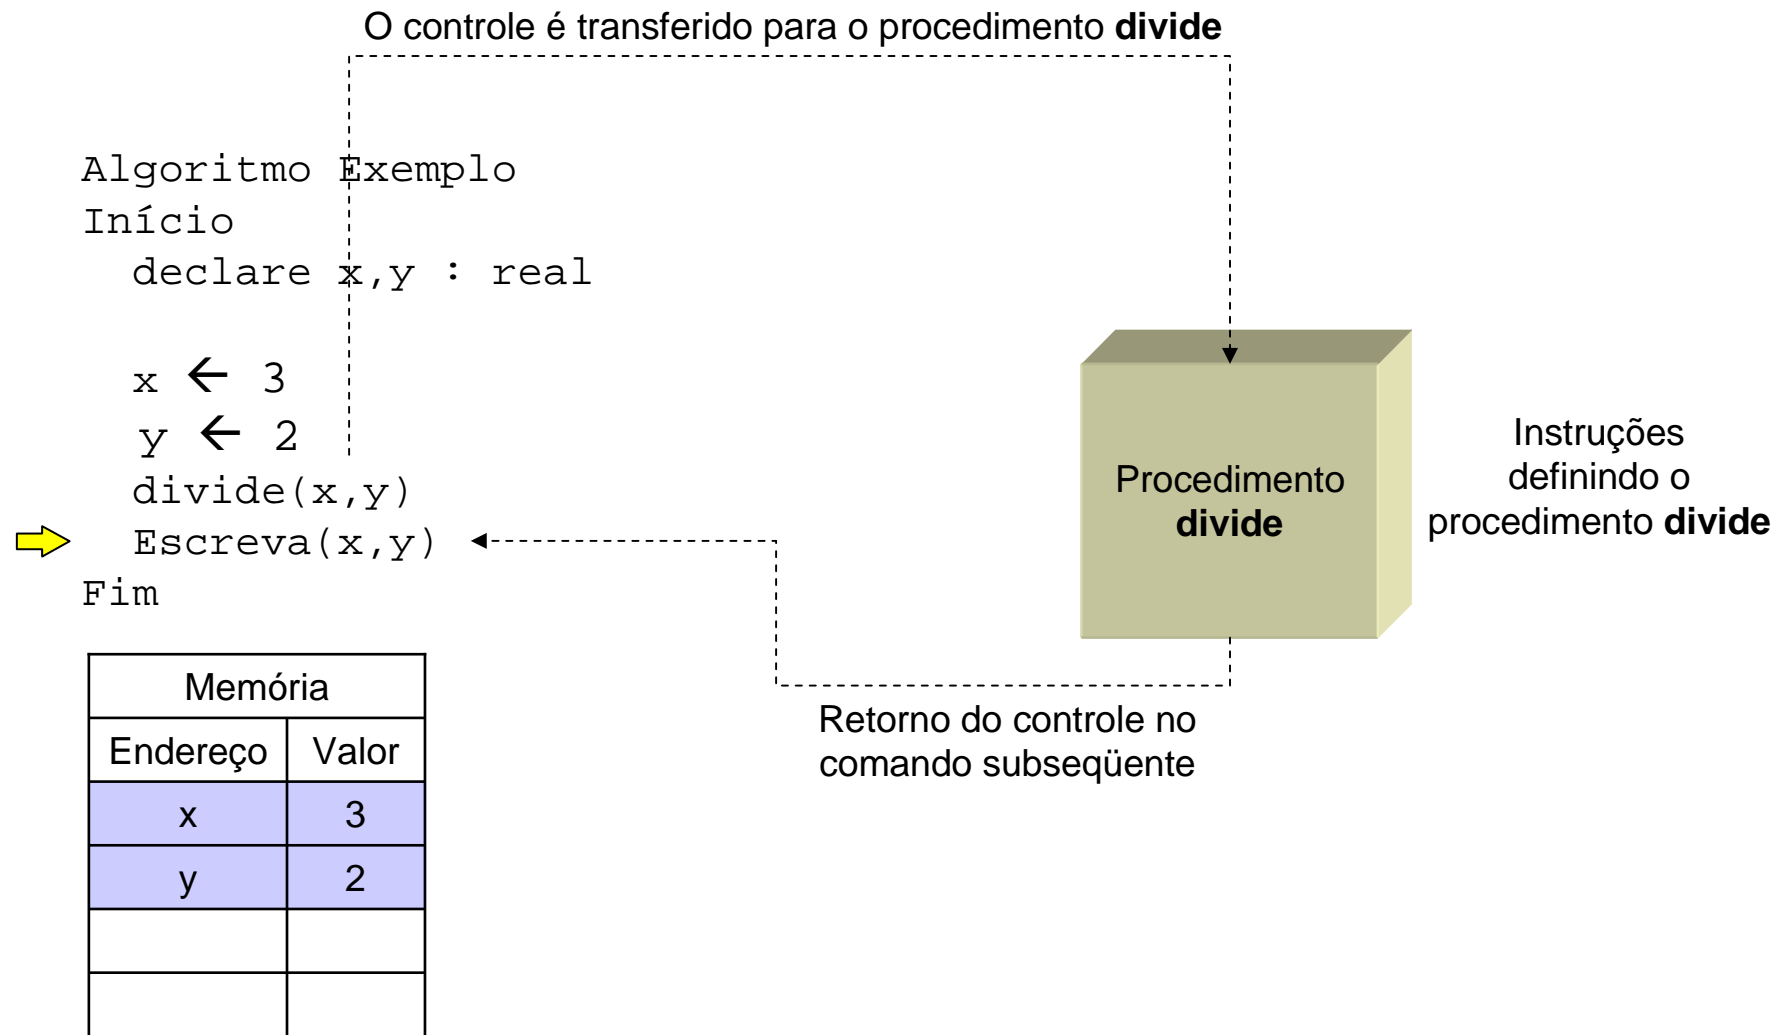 O controle é transferido para o procedimento divide
Algoritmo Exemplo
Início
declare x,y : real
x ← 3
y ← 2
divide(x,y)
Escreva(x,y)
Fim
Procedimento
divide
Instruções
definindo o
procedimento divide
Retorno do controle no
comando subseqüente
Memória
Endereço Valor
x 3
y 2